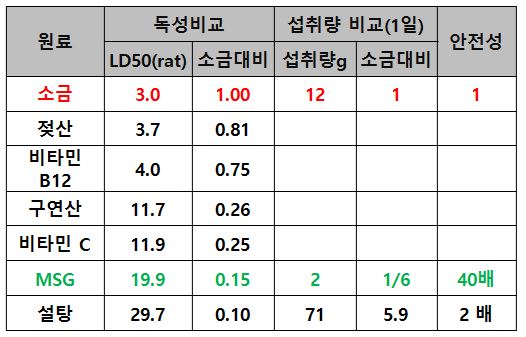 원료 독성비교 섭취량 비교(1일) 안전성
LD50(rat) 소금대비 섭취량g 소금대비
소금 3.0 1.00 12 1 1
젖산 3.7 0.81
비타민
B12 4.0 0.75
구연산 11.7 0.26
비타민 C 11.9 0.25
MSG 19.9 0.15 2 1/6 40배
설탕 29.7 0.10 71 5.9 2 배